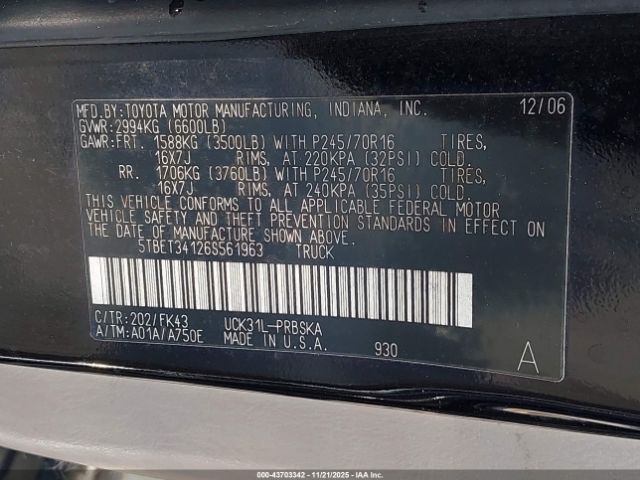 MFD.BY:TOYOTA MOTOR MANUFACTURING, INDIANA, INC. 12/06
GVWR:2994KG (6600LB)
GAWR:FRT. 1588KG (3500LB) WITH P245/70R16 TIRES,
16X7J RIMS, AT 220KPA (32PSI) COLD.
RR. 1706KG (3760LB) WITH P245/70R16 TIRES,
16X7J RIMS, AT 240KPA (35PSI) COLD.
THIS VEHICLE CONFORMS TO ALL APPLICABLE FEDERAL MOTOR
VEHICLE SAFETY AND THEFT PREVENTION STANDARDS IN EFFECT ON
THE DATE OF MANUFACTURE SHOWN ABOVE.
5TBET34126S561963 TRUCK
C/TR:202/FK43 UCK31L-PRBSKA
A/TM:A01A/A750E MADE IN U.S.A. 930 A
000-43703342 - 11/21/2025 - COPART